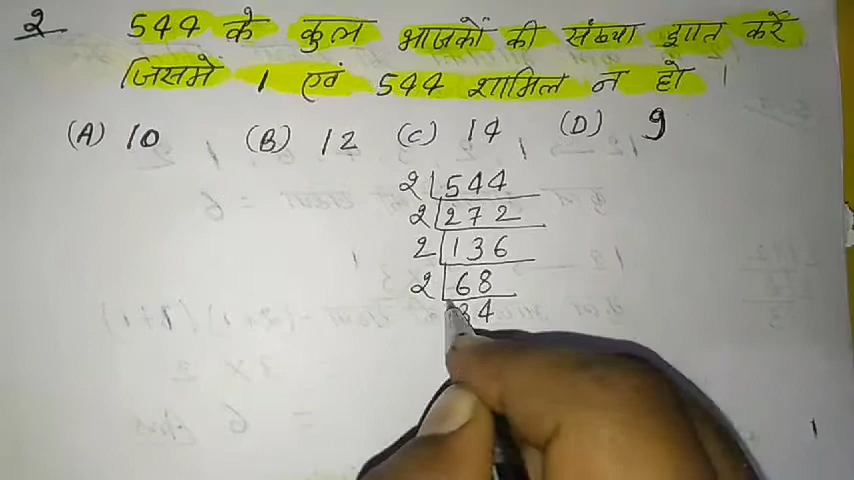 2 544 के कुल भाजकों की संख्या ज्ञात करें
जिसमें 1 एवं 544 शामिल न हो ।
(A) 10 (B) 12 (C) 14 (D) 9
2 | 544
2 | 272
2 | 136
2 | 68
34